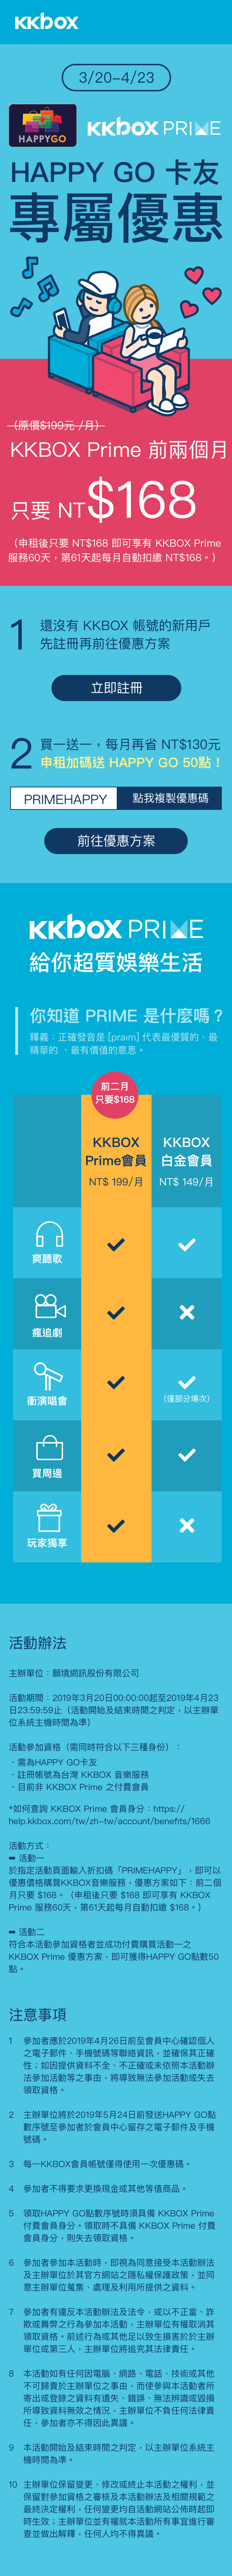 KKBOX
3/20-4/23
HAPPYGO
KKBOX PRIME
HAPPY GO 卡友
專屬優惠
（原價$199元 /月）
KKBOX Prime 前兩個月
只要 NT$168
（申租後只要 NT$168 即可享有 KKBOX Prime
服務60天，第61天起每月自動扣繳 NT$168。）
1
還沒有 KKBOX 帳號的新用戶
先註冊再前往優惠方案
立即註冊
2
買一送一，每月再省 NT$130元
申租加碼送 HAPPY GO 50點！
PRIMEHAPPY
點我複製優惠碼
前往優惠方案
KKBOX PRIME
給你超質娛樂生活
你知道 PRIME 是什麼嗎？
釋義：正確發音是 [praɪm] 代表最優質的、最
精華的 、最有價值的意思。
前二月
只要$168
KKBOX
Prime會員
NT$ 199/月
KKBOX
白金會員
NT$ 149/月
爽聽歌
瘋追劇
衝演唱會
（僅部分場次）
買周邊
玩家獨享
活動辦法
主辦單位：願境網訊股份有限公司
活動期間：2019年3月20日00:00:00起至2019年4月23
日23:59:59止（活動開始及結束時間之判定，以主辦單
位系統主機時間為準）
活動參加資格（需同時符合以下三種身份）：
・需為HAPPY GO卡友
・註冊帳號為台灣 KKBOX 音樂服務
・目前非 KKBOX Prime 之付費會員
*如何查詢 KKBOX Prime 會員身分：https://
help.kkbox.com/tw/zh-tw/account/benefits/1666
活動方式：
➡ 活動一
於指定活動頁面輸入折扣碼「PRIMEHAPPY」，即可以
優惠價格購買KKBOX音樂服務，優惠方案如下：前二個
月只要 $168。（申租後只要 $168 即可享有 KKBOX
Prime 服務60天，第61天起每月自動扣繳 $168。）
➡ 活動二
符合本活動參加資格者並成功付費購買活動一之
KKBOX Prime 優惠方案，即可獲得HAPPY GO點數50
點。
注意事項
1 參加者應於2019年4月26日前至會員中心確認個人
之電子郵件、手機號碼等聯絡資訊，並確保其正確
性；如因提供資料不全、不正確或未依照本活動辦
法參加活動等之事由，將導致無法參加活動或失去
領取資格。
2 主辦單位將於2019年5月24日前發送HAPPY GO點
數序號至參加者於會員中心留存之電子郵件及手機
號碼。
3 每一KKBOX會員帳號僅得使用一次優惠碼。
4 參加者不得要求更換現金或其他等值商品。
5 領取HAPPY GO點數序號時須具備 KKBOX Prime
付費會員身分。領取時不具備 KKBOX Prime 付費
會員身分，則失去領取資格。
6 參加者參加本活動時，即視為同意接受本活動辦法
及主辦單位於其官方網站之隱私權保護政策，並同
意主辦單位蒐集、處理及利用所提供之資料。
7 參加者有違反本活動辦法及法令，或以不正當、詐
欺或舞弊之行為參加本活動，主辦單位有權取消其
領取資格。前述行為或其他足以致生損害於於主辦
單位或第三人，主辦單位將追究其法律責任。
8 本活動如有任何因電腦、網路、電話、技術或其他
不可歸責於主辦單位之事由，而使參與本活動者所
寄出或登錄之資料有遺失、錯誤、無法辨識或毀損
所導致資料無效之情況，主辦單位不負任何法律責
任，參加者亦不得因此異議。
9 本活動開始及結束時間之判定，以主辦單位系統主
機時間為準。
10 主辦單位保留變更、修改或終止本活動之權利，並
保留對參加資格之審核及本活動辦法及相關規範之
最終決定權利，任何變更均自活動網站公佈時起即
時生效；主辦單位並有權就本活動所有事宜進行審
查並做出解釋，任何人均不得異議。